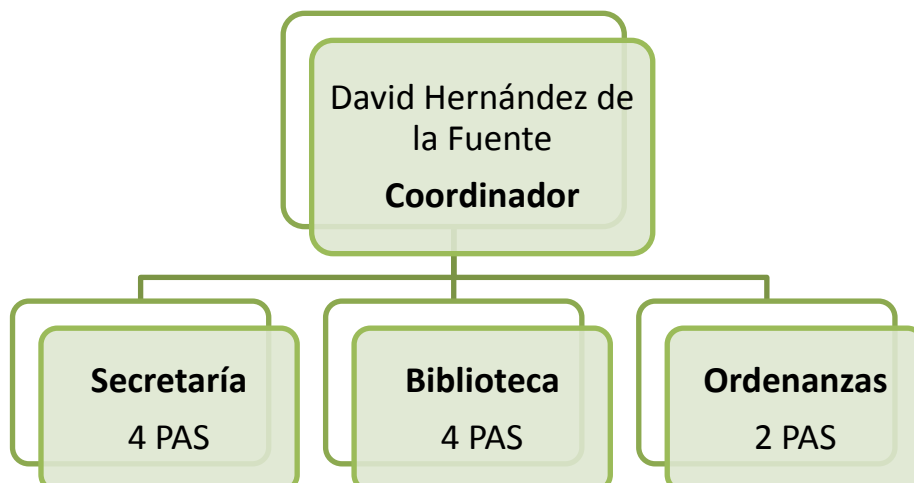 David Hernández de
la Fuente
Coordinador
Secretaría
4 PAS
Biblioteca
4 PAS
Ordenanzas
2 PAS